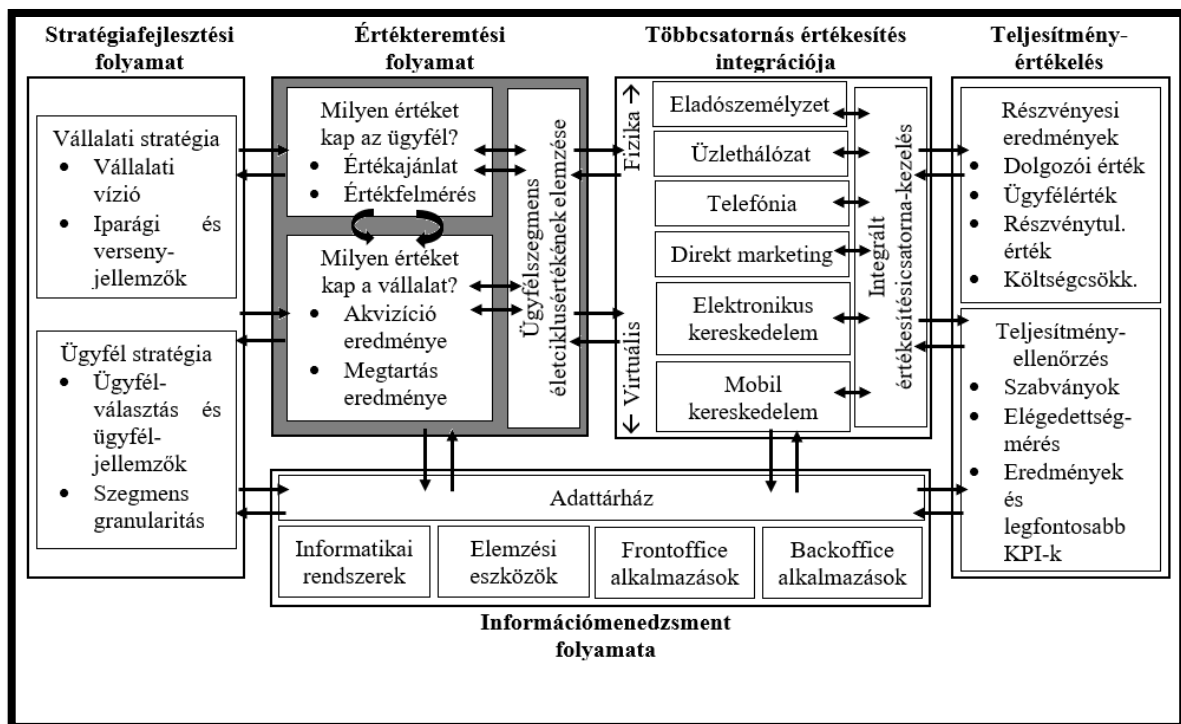 Stratégiafejlesztési
folyamat
Vállalati stratégia
• Vállalati
vízió
• Iparági és
verseny-
jellemzők
Ügyfél stratégia
• Ügyfél-
választás és
ügyfél-
jellemzők
• Szegmens
granularitás
Értékteremtési
folyamat
Milyen értéket
kap az ügyfél?
• Értékajánlat
• Értékfelmérés
Milyen értéket
kap a vállalat?
• Akvizíció
eredménye
• Megtartás
eredménye
Ügyfélszegmens
életciklusértékének elemzése
Többcsatornás értékesítés
integrációja
Fizika →
← Virtuális
Eladószemélyzet
Üzlethálózat
Telefónia
Direkt marketing
Elektronikus
kereskedelem
Mobil
kereskedelem
Integrált
értékesítésicsatorna-kezelés
Teljesítmény-
értékelés
Részvényesi
eredmények
• Dolgozói érték
• Ügyfélérték
• Részvénytul.
érték
• Költségcsökk.
Teljesítmény-
ellenőrzés
• Szabványok
• Elégedettség-
mérés
• Eredmények
és
legfontosabb
KPI-k
Adattárház
Informatikai
rendszerek
Elemzési
eszközök
Frontoffice
alkalmazások
Backoffice
alkalmazások
Információmenedzsment
folyamata